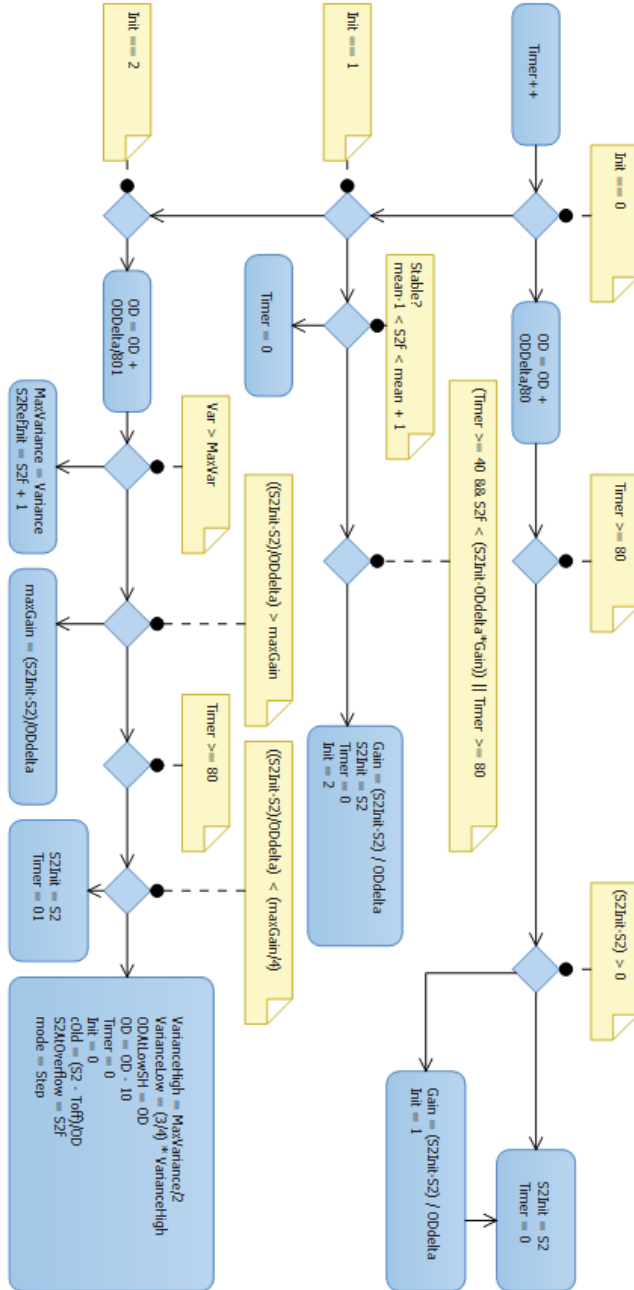 Init == 0
Timer >= 80
(S2Init-S2) > 0
Timer++
OD = OD +
ODDelta/80
S2Init = S2
Timer = 0
Gain = (S2Init-S2) / ODdelta
Init = 1
(Timer >= 40 && S2f < (S2Init-ODdelta*Gain)) || Timer >= 80
Stable?
mean-1 < S2f < mean + 1
Init == 1
Gain = (S2Init-S2) / ODdelta
S2Init = S2
Timer = 0
Init = 2
Timer = 0
((S2Init-S2)/ODdelta) > maxGain
((S2Init-S2)/ODdelta) < (maxGain/4)
Var > MaxVar
Timer >= 80
Init == 2
OD = OD +
ODDelta/801
MaxVariance = Variance
S2RefInit = S2f + 1
maxGain = (S2Init-S2)/ODdelta
S2Init = S2
Timer = 01
VarianceHigh = MaxVariance/2
VarianceLow = (3/4) * VarianceHigh
ODAtLowSH = OD
OD = OD - 10
Timer = 0
Init = 0
cOld = (S2 - Toff)/OD
S2AtOverflow = S2f
mode = Step